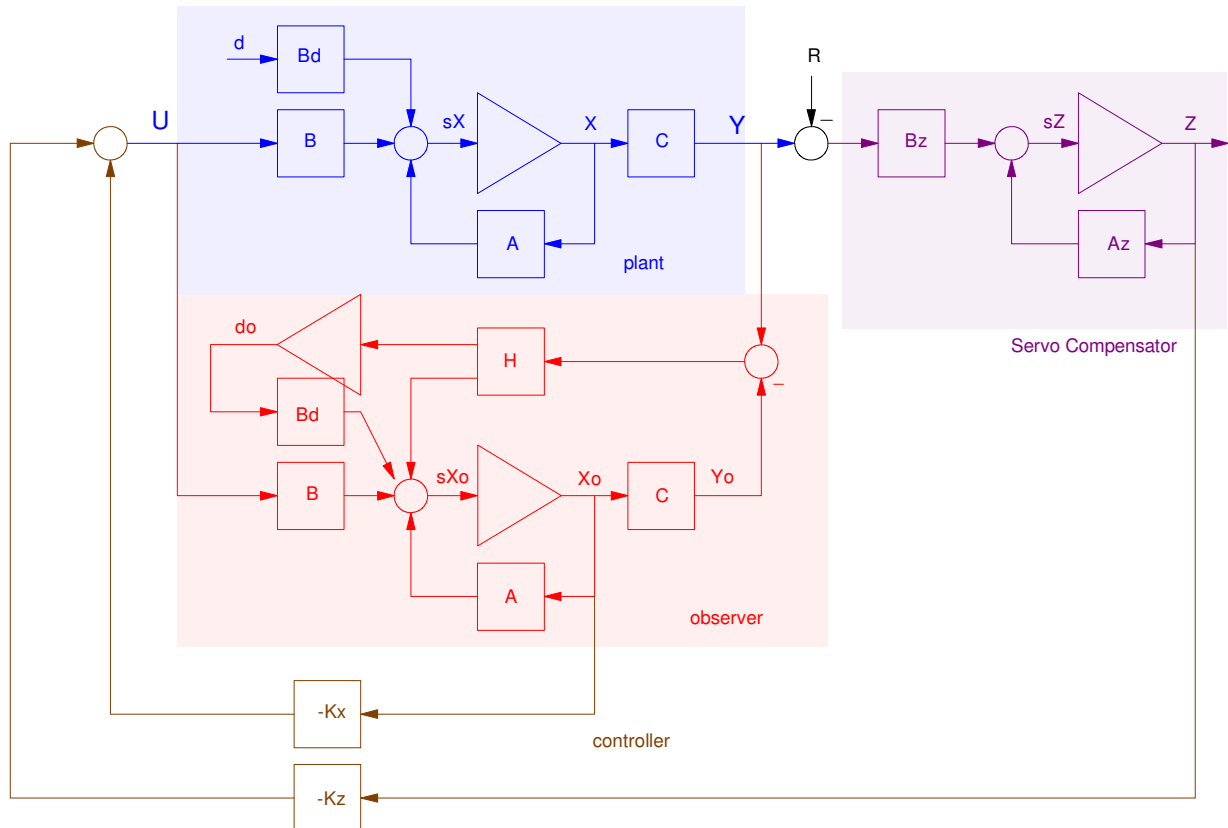 d
Bd
R
U
B
sX
X
C
Y
–
Bz
sZ
Z
A
Az
plant
do
H
Servo Compensator
–
Bd
B
sXo
Xo
C
Yo
A
observer
-Kx
controller
-Kz